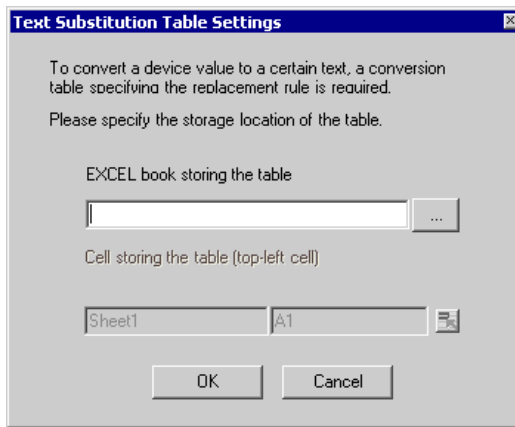 Text Substitution Table Settings
To convert a device value to a certain text, a conversion
table specifying the replacement rule is required.
Please specify the storage location of the table.
EXCEL book storing the table
...
Cell storing the table (top-left cell)
Sheet1 A1
OK Cancel